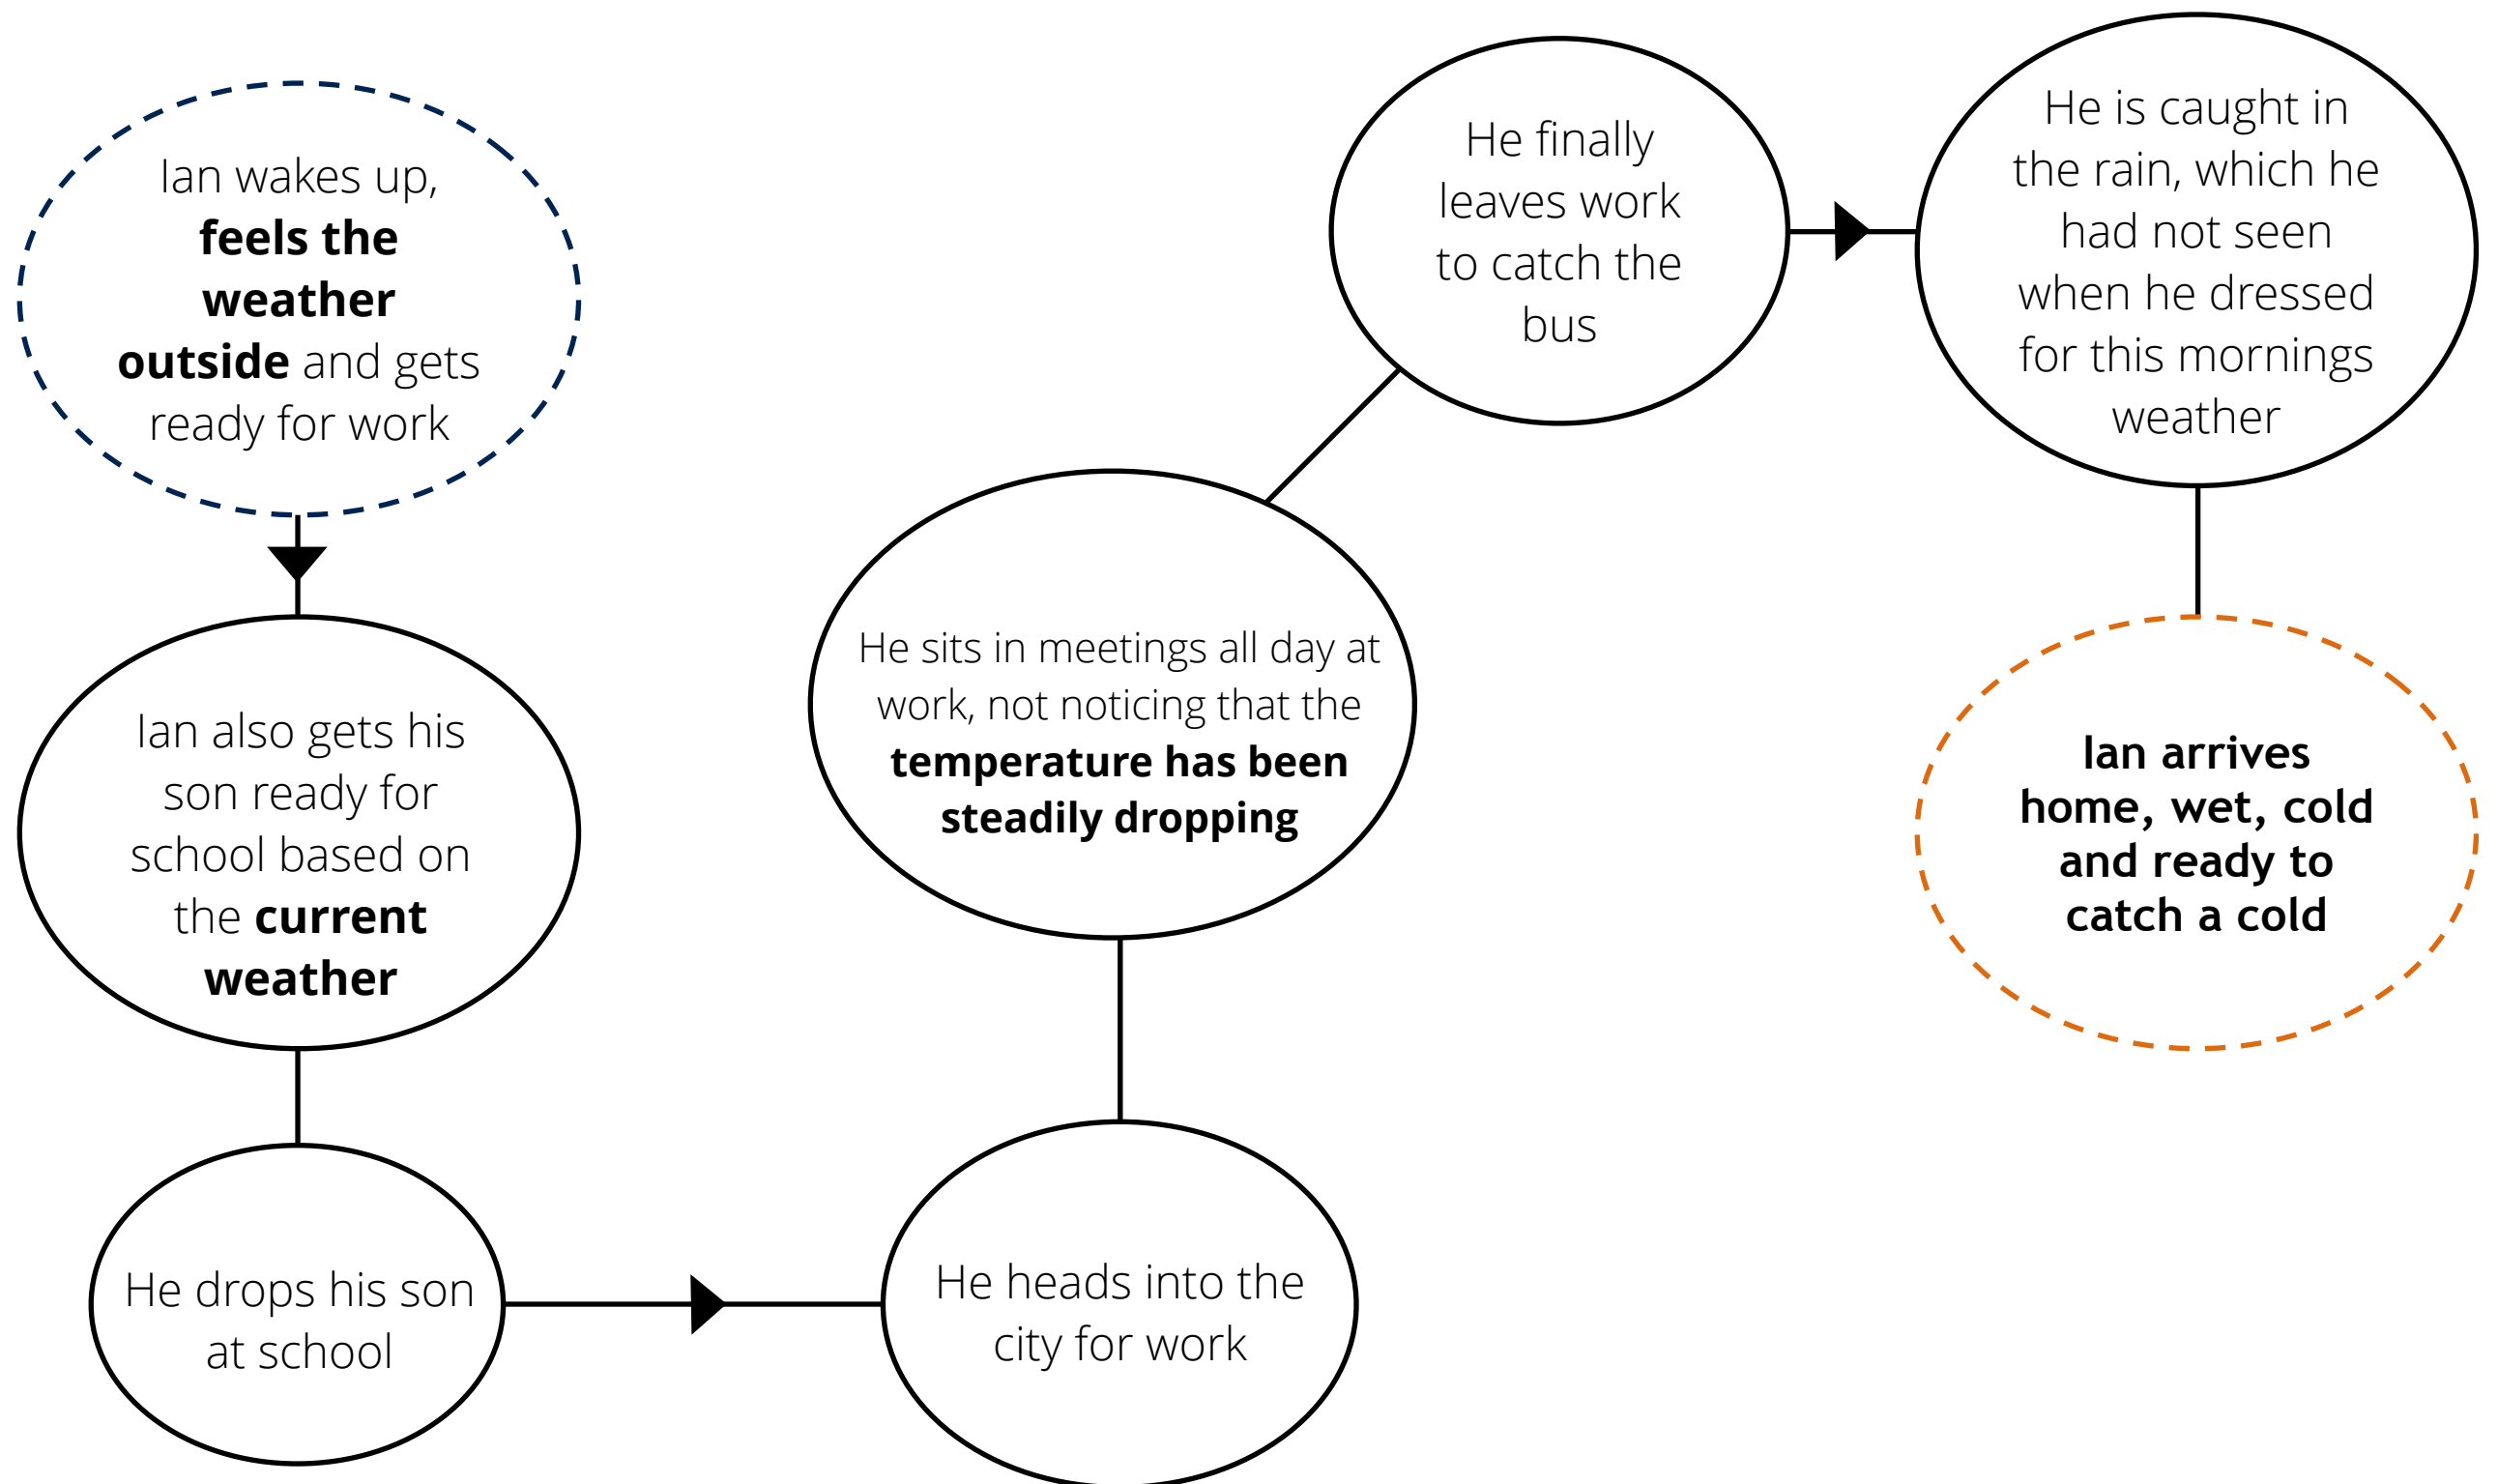 Ian wakes up,
feels the
weather
outside and gets
ready for work
Ian also gets his
son ready for
school based on
the current
weather
He drops his son
at school
He heads into the
city for work
He sits in meetings all day at
work, not noticing that the
temperature has been
steadily dropping
He finally
leaves work
to catch the
bus
He is caught in
the rain, which he
had not seen
when he dressed
for this mornings
weather
Ian arrives
home, wet, cold
and ready to
catch a cold